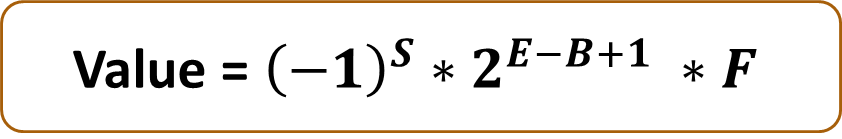 Value = (−1)^S * 2^{E−B+1} * F